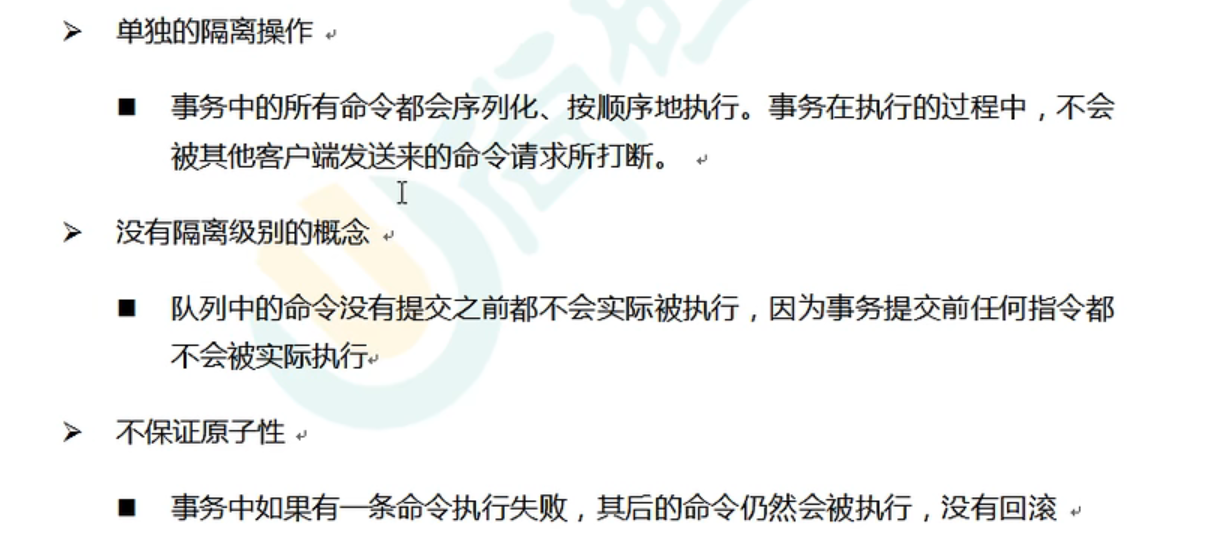 单独的隔离操作
事务中的所有命令都会序列化、按顺序地执行。事务在执行的过程中，不会
被其他客户端发送来的命令请求所打断。
没有隔离级别的概念
队列中的命令没有提交之前都不会实际被执行，因为事务提交前任何指令都
不会被实际执行
不保证原子性
事务中如果有一条命令执行失败，其后的命令仍然会被执行，没有回滚